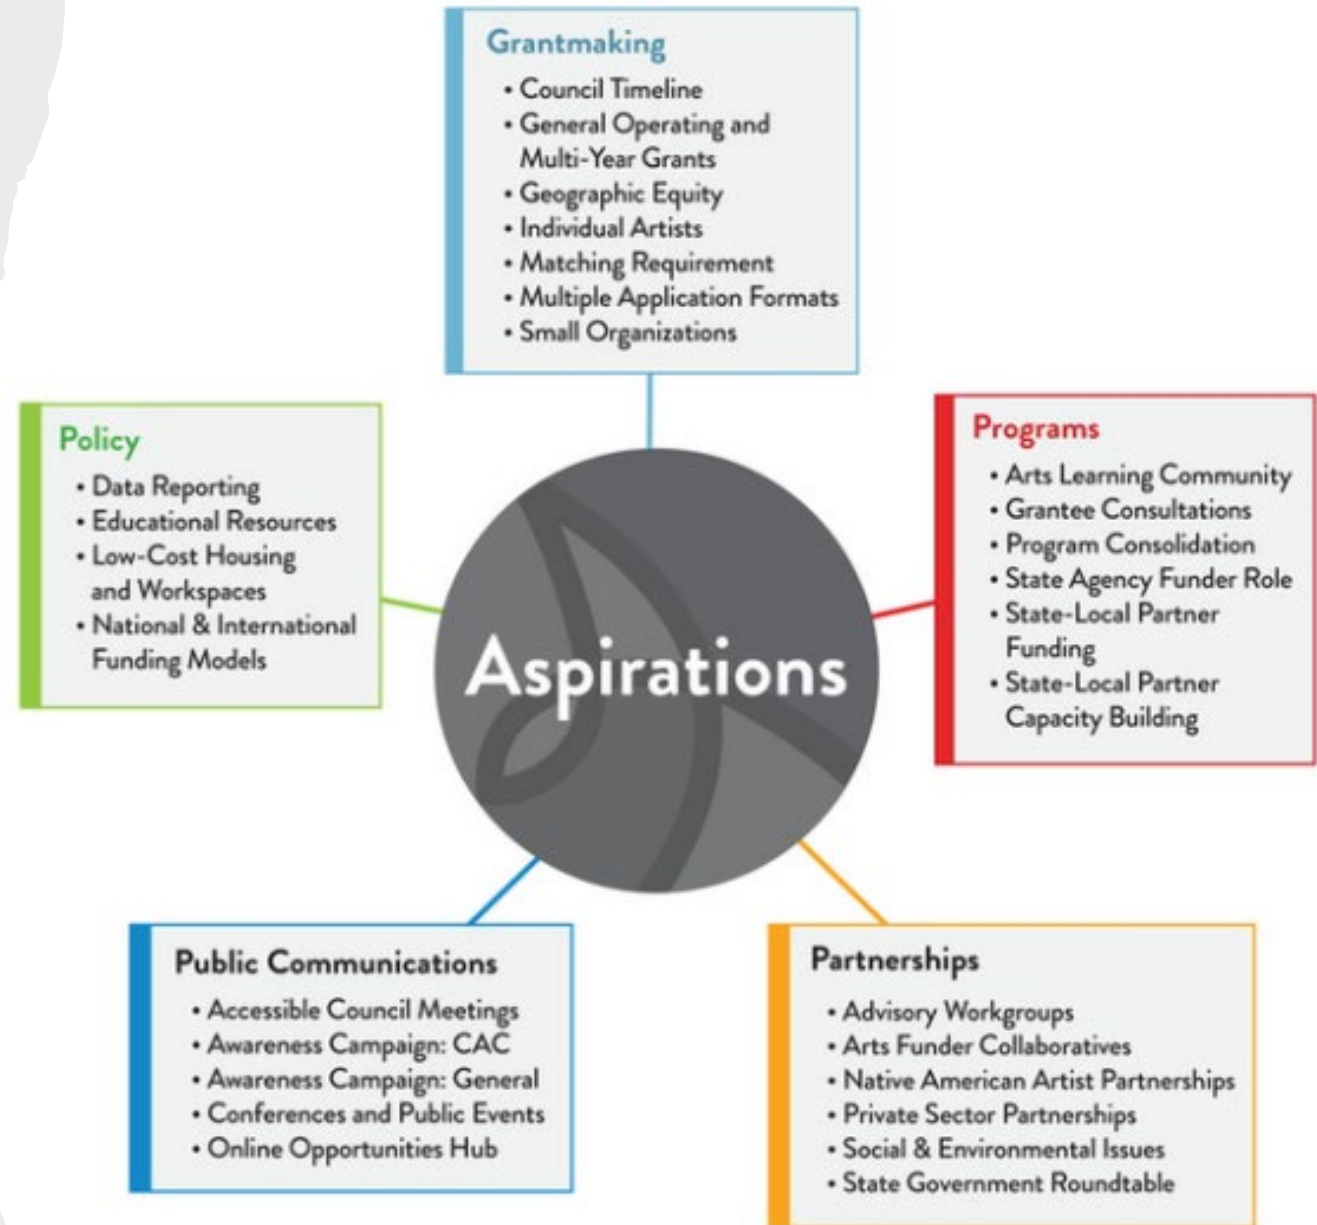 Grantmaking
• Council Timeline
• General Operating and
Multi-Year Grants
• Geographic Equity
• Individual Artists
• Matching Requirement
• Multiple Application Formats
• Small Organizations
Policy
• Data Reporting
• Educational Resources
• Low-Cost Housing
and Workspaces
• National & International
Funding Models
Programs
• Arts Learning Community
• Grantee Consultations
• Program Consolidation
• State Agency Funder Role
• State-Local Partner
Funding
• State-Local Partner
Capacity Building
Aspirations
Public Communications
• Accessible Council Meetings
• Awareness Campaign: CAC
• Awareness Campaign: General
• Conferences and Public Events
• Online Opportunities Hub
Partnerships
• Advisory Workgroups
• Arts Funder Collaboratives
• Native American Artist Partnerships
• Private Sector Partnerships
• Social & Environmental Issues
• State Government Roundtable